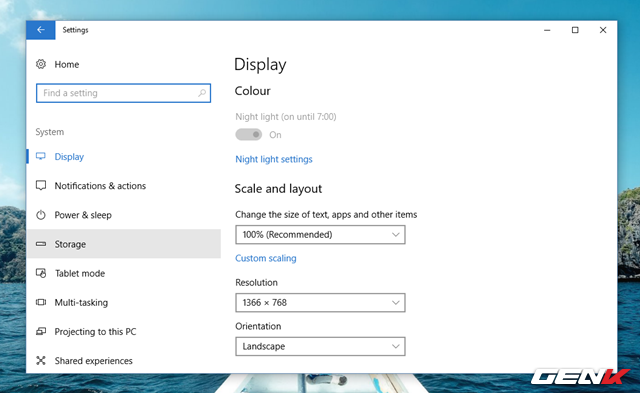 Settings
Home
Find a setting
System
Display
Notifications & actions
Power & sleep
Storage
Tablet mode
Multi-tasking
Projecting to this PC
Shared experiences
Display
Colour
Night light (on until 7:00)
On
Night light settings
Scale and layout
Change the size of text, apps and other items
100% (Recommended)
Custom scaling
Resolution
1366 × 768
Orientation
Landscape
GENK